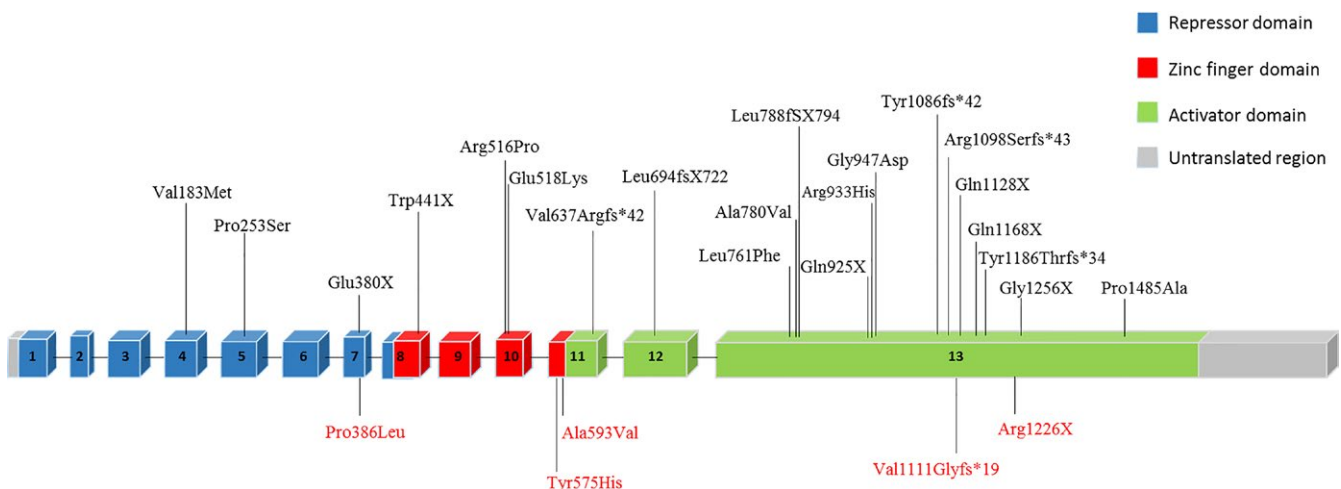 Repressor domain
Zinc finger domain
Activator domain
Untranslated region
Val183Met
Pro253Ser
Glu380X
Trp441X
Arg516Pro
Glu518Lys
Val637Argfs*42
Leu694fsX722
Leu761Phe
Ala780Val
Leu788fSX794
Gln925X
Arg933His
Gly947Asp
Tyr1086fs*42
Arg1098Serfs*43
Gln1128X
Gln1168X
Tyr1186Thrfs*34
Gly1256X
Pro1485Ala
1 2 3 4 5 6 7 8 9 10 11 12 13
Pro386Leu
Tyr575His
Ala593Val
Val1111Glyfs*19
Arg1226X